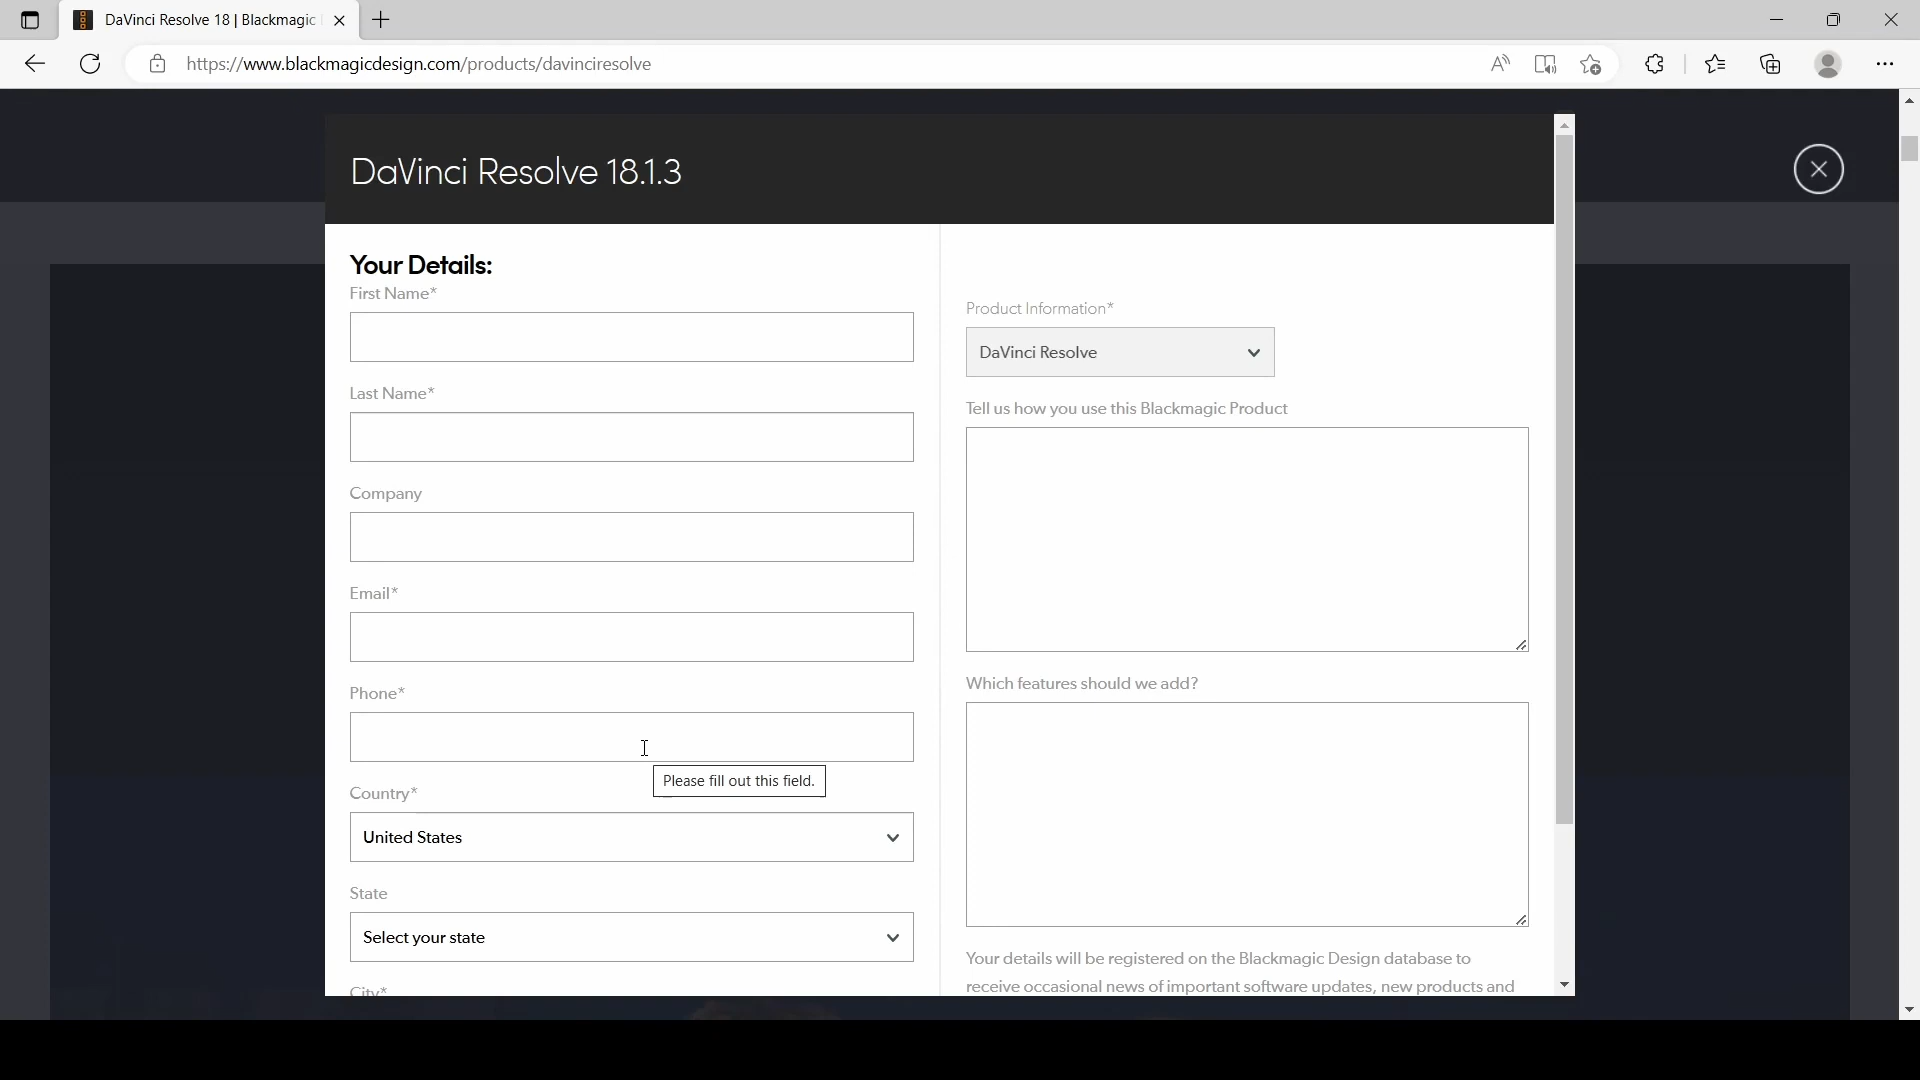 DaVinci Resolve 18 | Blackmagic
https://www.blackmagicdesign.com/products/davinciresolve
DaVinci Resolve 18.1.3
Your Details:
First Name*
Last Name*
Company
Email*
Phone*
Please fill out this field.
Country*
United States
State
Select your state
City*
Product Information*
DaVinci Resolve
Tell us how you use this Blackmagic Product
Which features should we add?
Your details will be registered on the Blackmagic Design database to
receive occasional news of important software updates, new products and